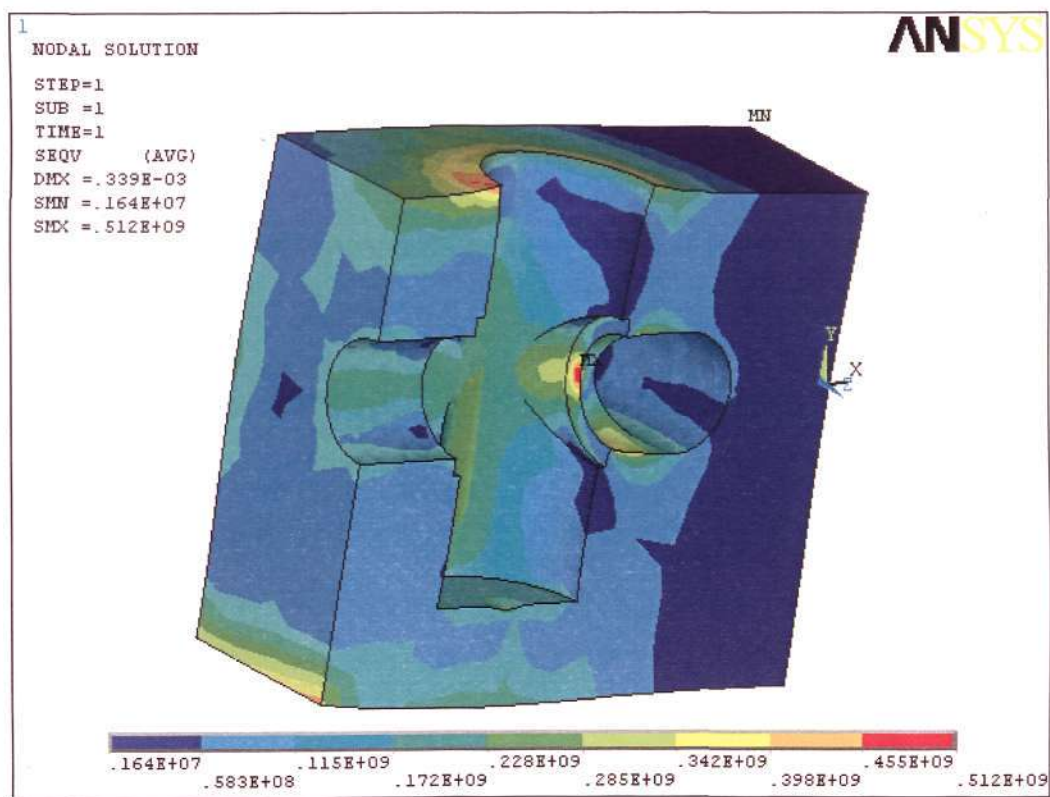 1
ANSYS
NODAL SOLUTION
STEP=1
SUB =1
TIME=1
SEQV (AVG)
DMX =.339E-03
SMN =.164E+07
SMX =.512E+09
MN
Y
X
Z
.164E+07 .115E+09 .228E+09 .342E+09 .455E+09
.583E+08 .172E+09 .285E+09 .398E+09 .512E+09